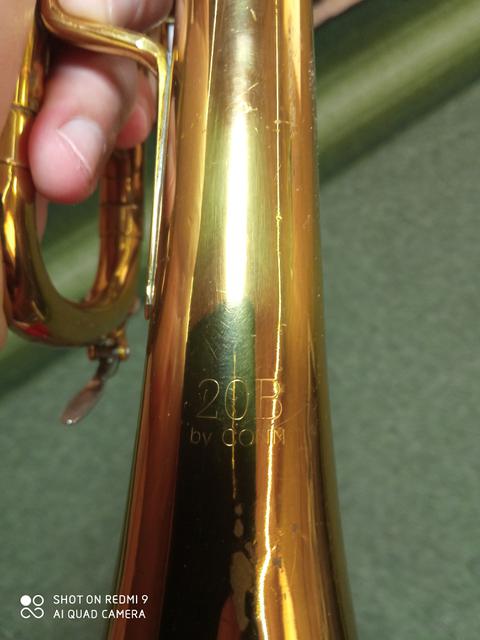 20B
by CONN
SHOT ON REDMI 9
AI QUAD CAMERA